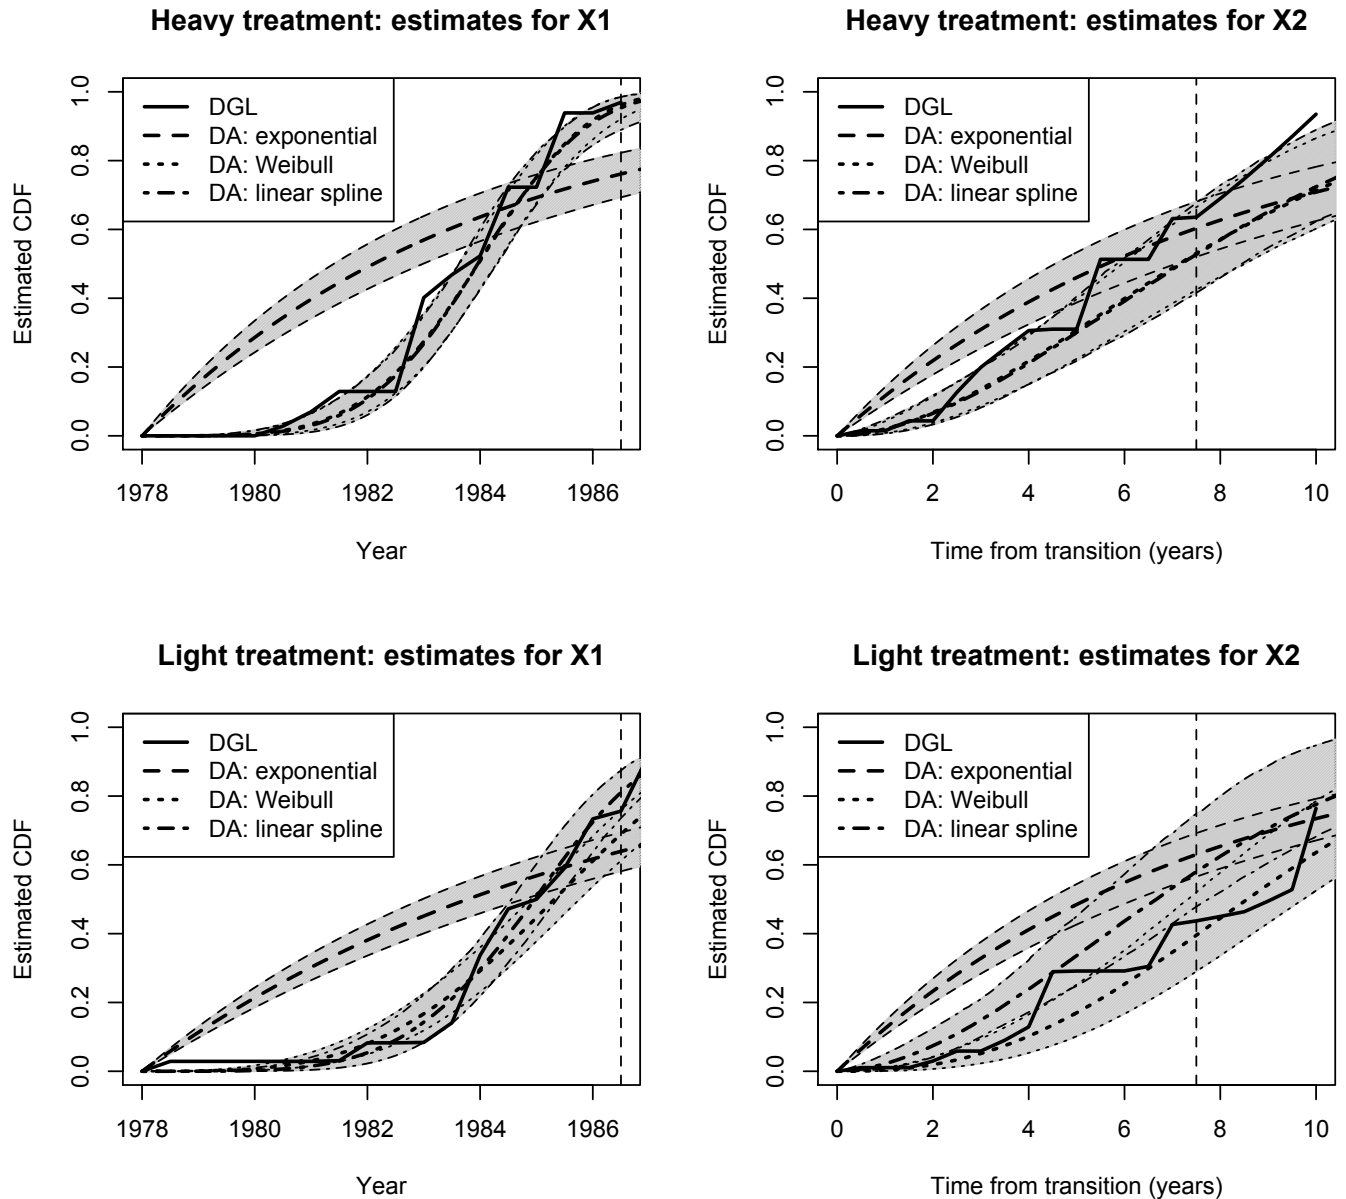 Heavy treatment: estimates for X1
Estimated CDF
0.0 0.2 0.4 0.6 0.8 1.0
DGL
DA: exponential
DA: Weibull
DA: linear spline
1978 1980 1982 1984 1986
Year
Heavy treatment: estimates for X2
Estimated CDF
0.0 0.2 0.4 0.6 0.8 1.0
DGL
DA: exponential
DA: Weibull
DA: linear spline
0 2 4 6 8 10
Time from transition (years)
Light treatment: estimates for X1
Estimated CDF
0.0 0.2 0.4 0.6 0.8 1.0
DGL
DA: exponential
DA: Weibull
DA: linear spline
1978 1980 1982 1984 1986
Year
Light treatment: estimates for X2
Estimated CDF
0.0 0.2 0.4 0.6 0.8 1.0
DGL
DA: exponential
DA: Weibull
DA: linear spline
0 2 4 6 8 10
Time from transition (years)